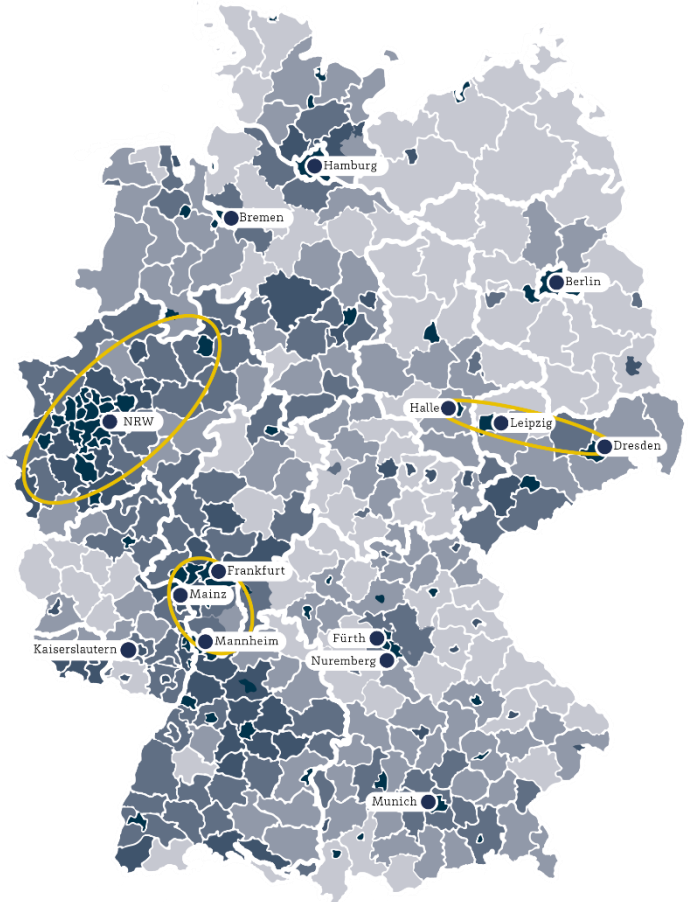 Hamburg
Bremen
Berlin
Halle
NRW
Leipzig
Dresden
Frankfurt
Mainz
Fürth
Mannheim
Kaiserslautern
Nuremberg
Munich